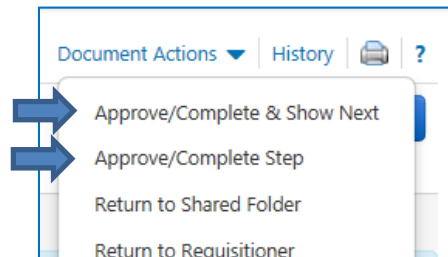 Document Actions History ?
Approve/Complete & Show Next
Approve/Complete Step
Return to Shared Folder
Return to Requisitioner